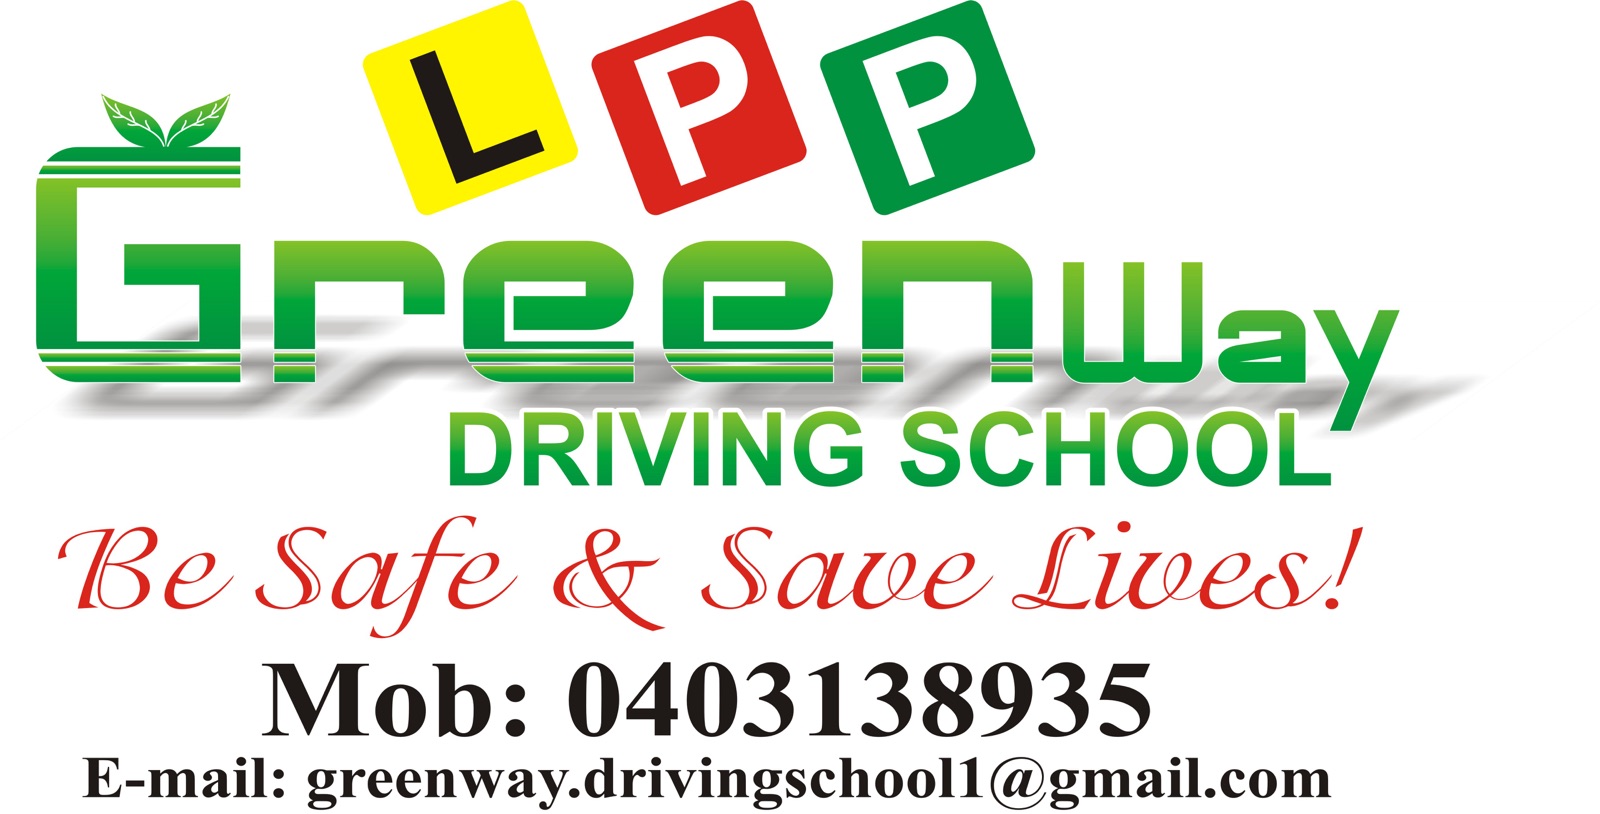 L P P
Greenway
DRIVING SCHOOL
Be Safe & Save Lives!
Mob: 0403138935
E-mail: greenway.drivingschool1@gmail.com